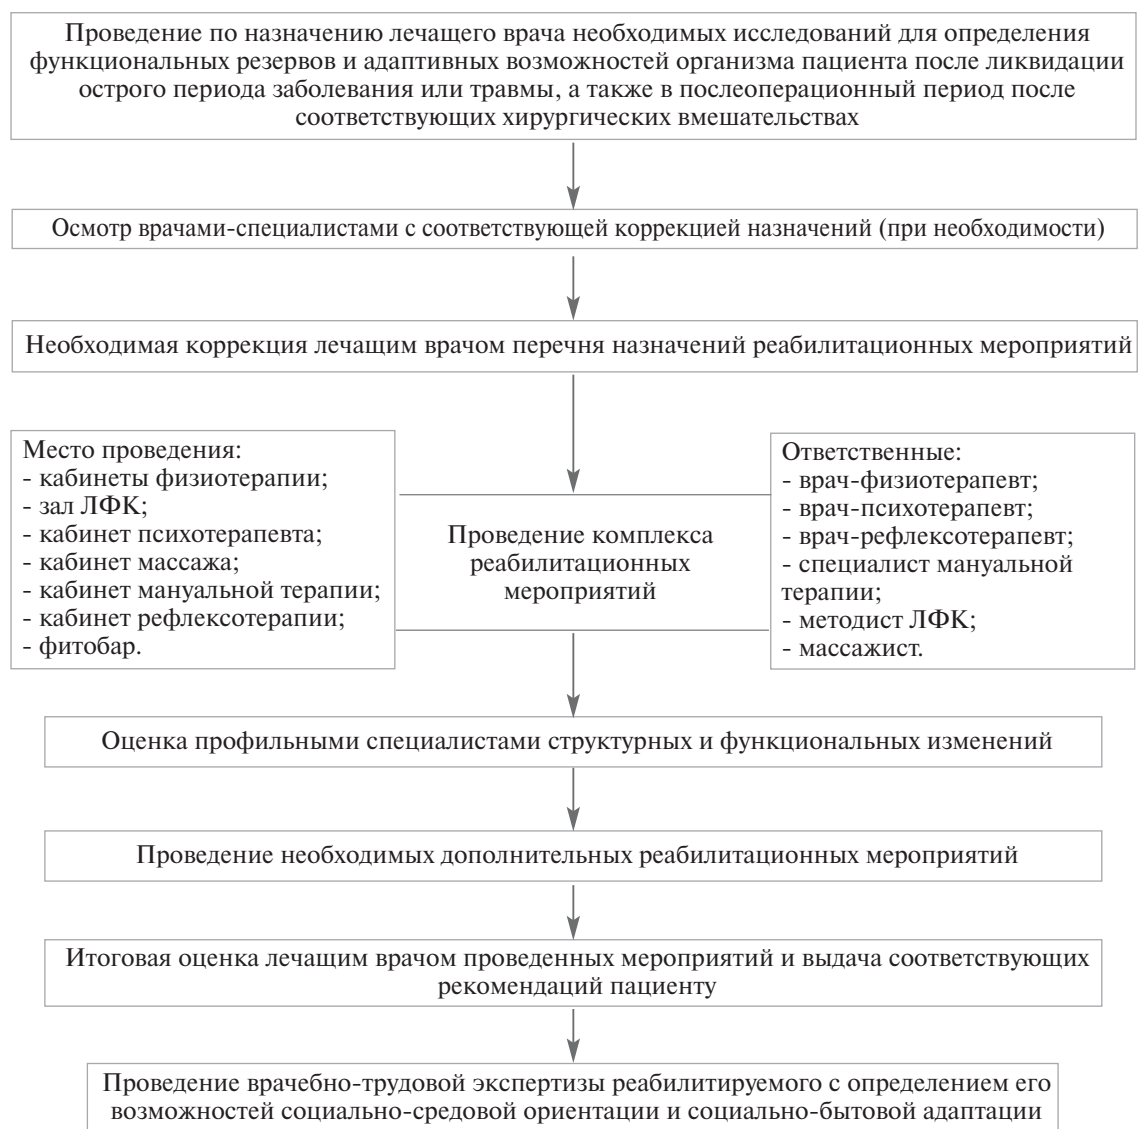 Проведение по назначению лечащего врача необходимых исследований для определения
функциональных резервов и адаптивных возможностей организма пациента после ликвидации
острого периода заболевания или травмы, а также в послеоперационный период после
соответствующих хирургических вмешательствах
Осмотр врачами-специалистами с соответствующей коррекцией назначений (при необходимости)
Необходимая коррекция лечащим врачом перечня назначений реабилитационных мероприятий
Место проведения:
- кабинеты физиотерапии;
- зал ЛФК;
- кабинет психотерапевта;
- кабинет массажа;
- кабинет мануальной терапии;
- кабинет рефлексотерапии;
- фитобар.
Проведение комплекса
реабилитационных
мероприятий
Ответственные:
- врач-физиотерапевт;
- врач-психотерапевт;
- врач-рефлексотерапевт;
- специалист мануальной
терапии;
- методист ЛФК;
- массажист.
Оценка профильными специалистами структурных и функциональных изменений
Проведение необходимых дополнительных реабилитационных мероприятий
Итоговая оценка лечащим врачом проведенных мероприятий и выдача соответствующих
рекомендаций пациенту
Проведение врачебно-трудовой экспертизы реабилитируемого с определением его
возможностей социально-средовой ориентации и социально-бытовой адаптации